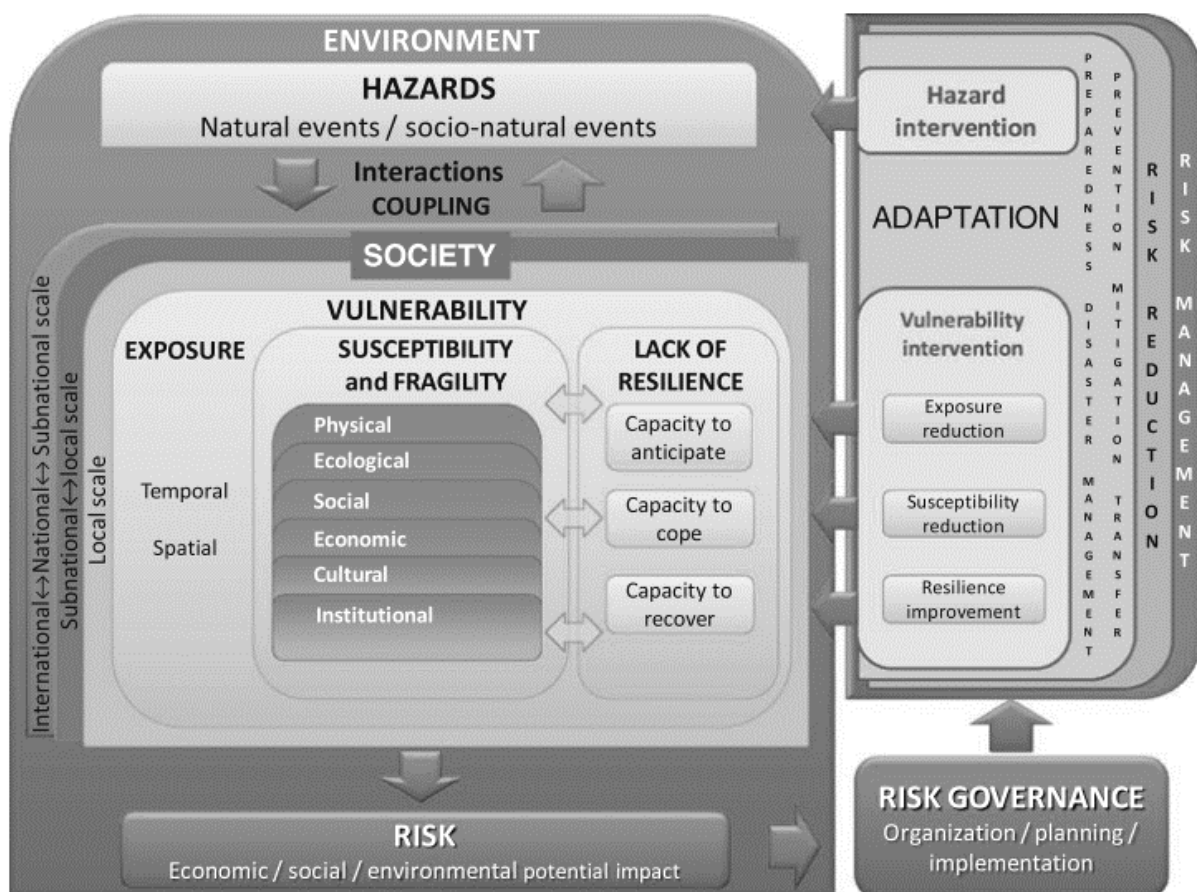 ENVIRONMENT
HAZARDS
Natural events / socio-natural events
Interactions
COUPLING
SOCIETY
VULNERABILITY
EXPOSURE
Temporal
Spatial
SUSCEPTIBILITY
and FRAGILITY
Physical
Ecological
Social
Economic
Cultural
Institutional
LACK OF
RESILIENCE
Capacity to
anticipate
Capacity to
cope
Capacity to
recover
International↔National↔Subnational scale
Subnational↔local scale
Local scale
RISK
Economic / social / environmental potential impact
Hazard
intervention
ADAPTATION
Vulnerability
intervention
Exposure
reduction
Susceptibility
reduction
Resilience
improvement
PREPAREDNESS DISASTER MANAGEMENT
PREVENTION MITIGATION TRANSFER
RISK REDUCTION
RISK MANAGEMENT
RISK GOVERNANCE
Organization / planning /
implementation